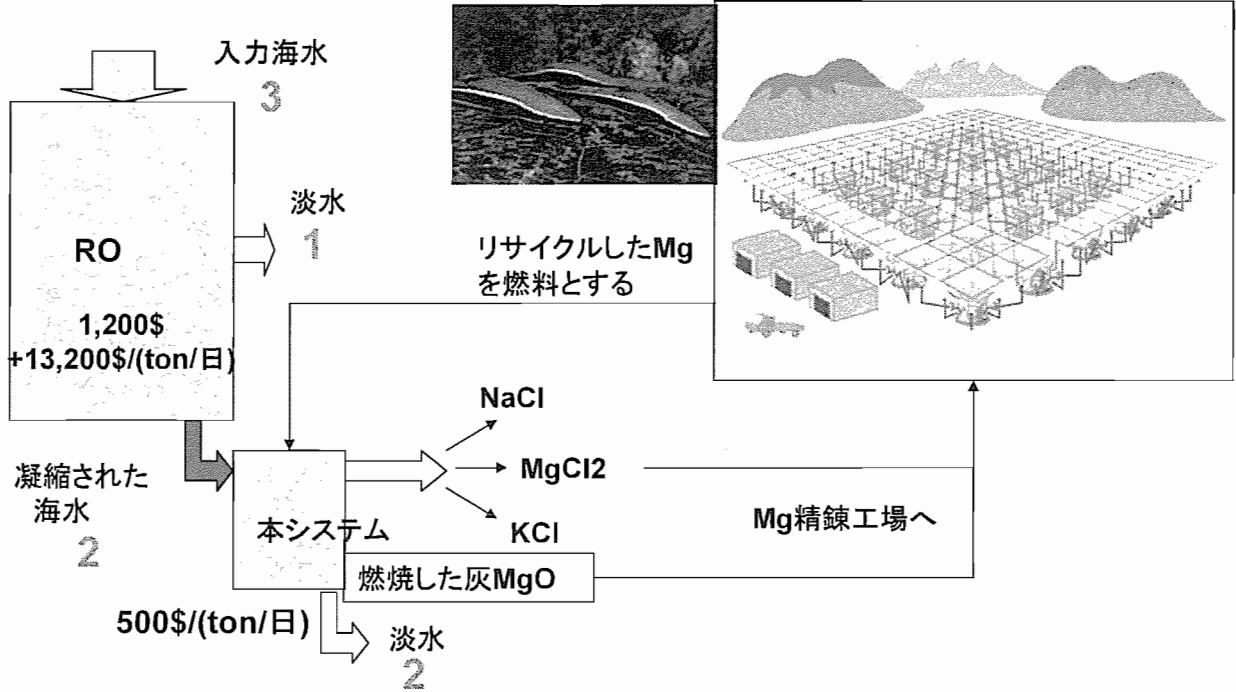 入力海水
3
淡水
1
RO
1,200$
+13,200$/(ton/日)
リサイクルしたMg
を燃料とする
凝縮された
海水
2
本システム
NaCl
MgCl2
KCl
Mg精錬工場へ
燃焼した灰MgO
500$/(ton/日)
淡水
2